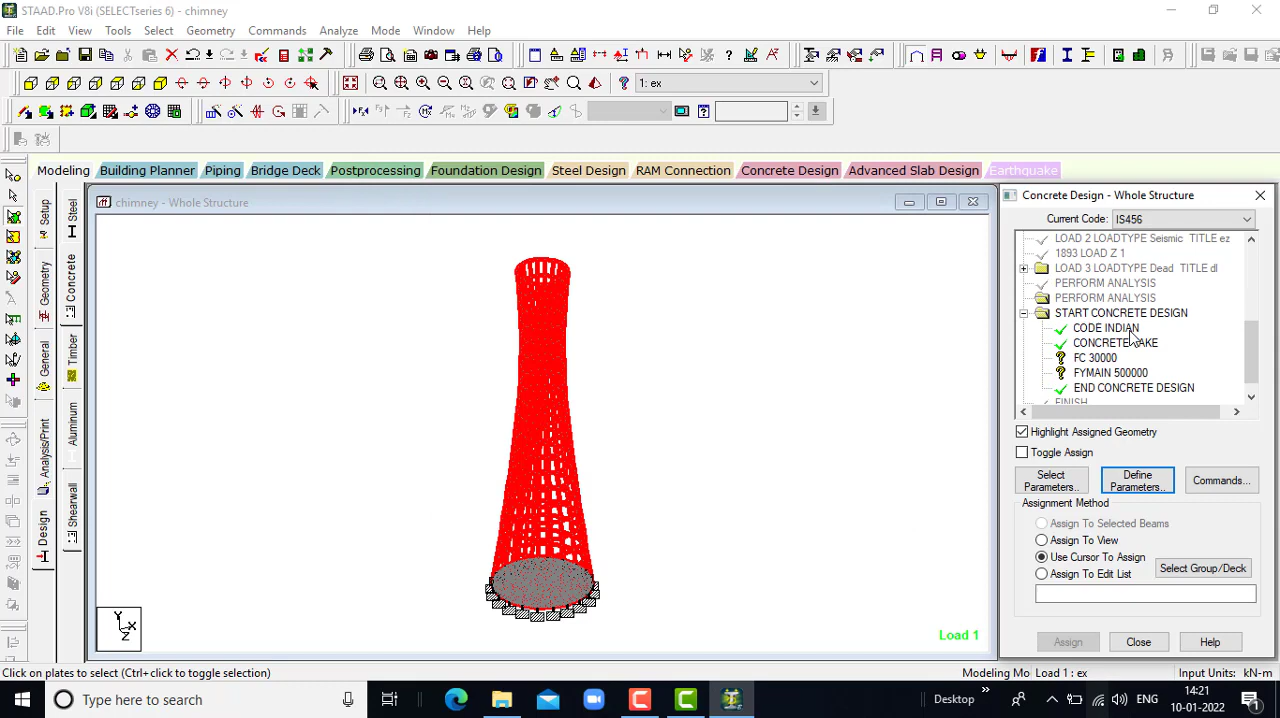 STAAD.Pro V8i (SELECTseries 6) - chimney
File Edit View Tools Select Geometry Commands Analyze Mode Window Help
1: ex
Modeling Building Planner Piping Bridge Deck Postprocessing Foundation Design Steel Design RAM Connection Concrete Design Advanced Slab Design Earthquake
Setup
Geometry
General
Analysis/Print
Design
Steel
Concrete
Timber
Aluminum
Shearwall
chimney - Whole Structure
Y
X
Z
Load 1
Concrete Design - Whole Structure
Current Code: IS456
LOAD 2 LOADTYPE Seismic TITLE ez
1893 LOAD Z 1
LOAD 3 LOADTYPE Dead TITLE dl
PERFORM ANALYSIS
PERFORM ANALYSIS
START CONCRETE DESIGN
CODE INDIAN
FC 30000
FYMAIN 500000
END CONCRETE DESIGN
FINISH
Highlight Assigned Geometry
Toggle Assign
Select Parameters..
Define Parameters..
Commands...
Assignment Method
Assign To Selected Beams
Assign To View
Use Cursor To Assign
Assign To Edit List
Select Group/Deck
Assign Close Help
Click on plates to select (Ctrl+click to toggle selection) Modeling Mo Load 1 : ex Input Units: kN-m
Type here to search
Desktop
ENG
14:21
10-01-2022
1